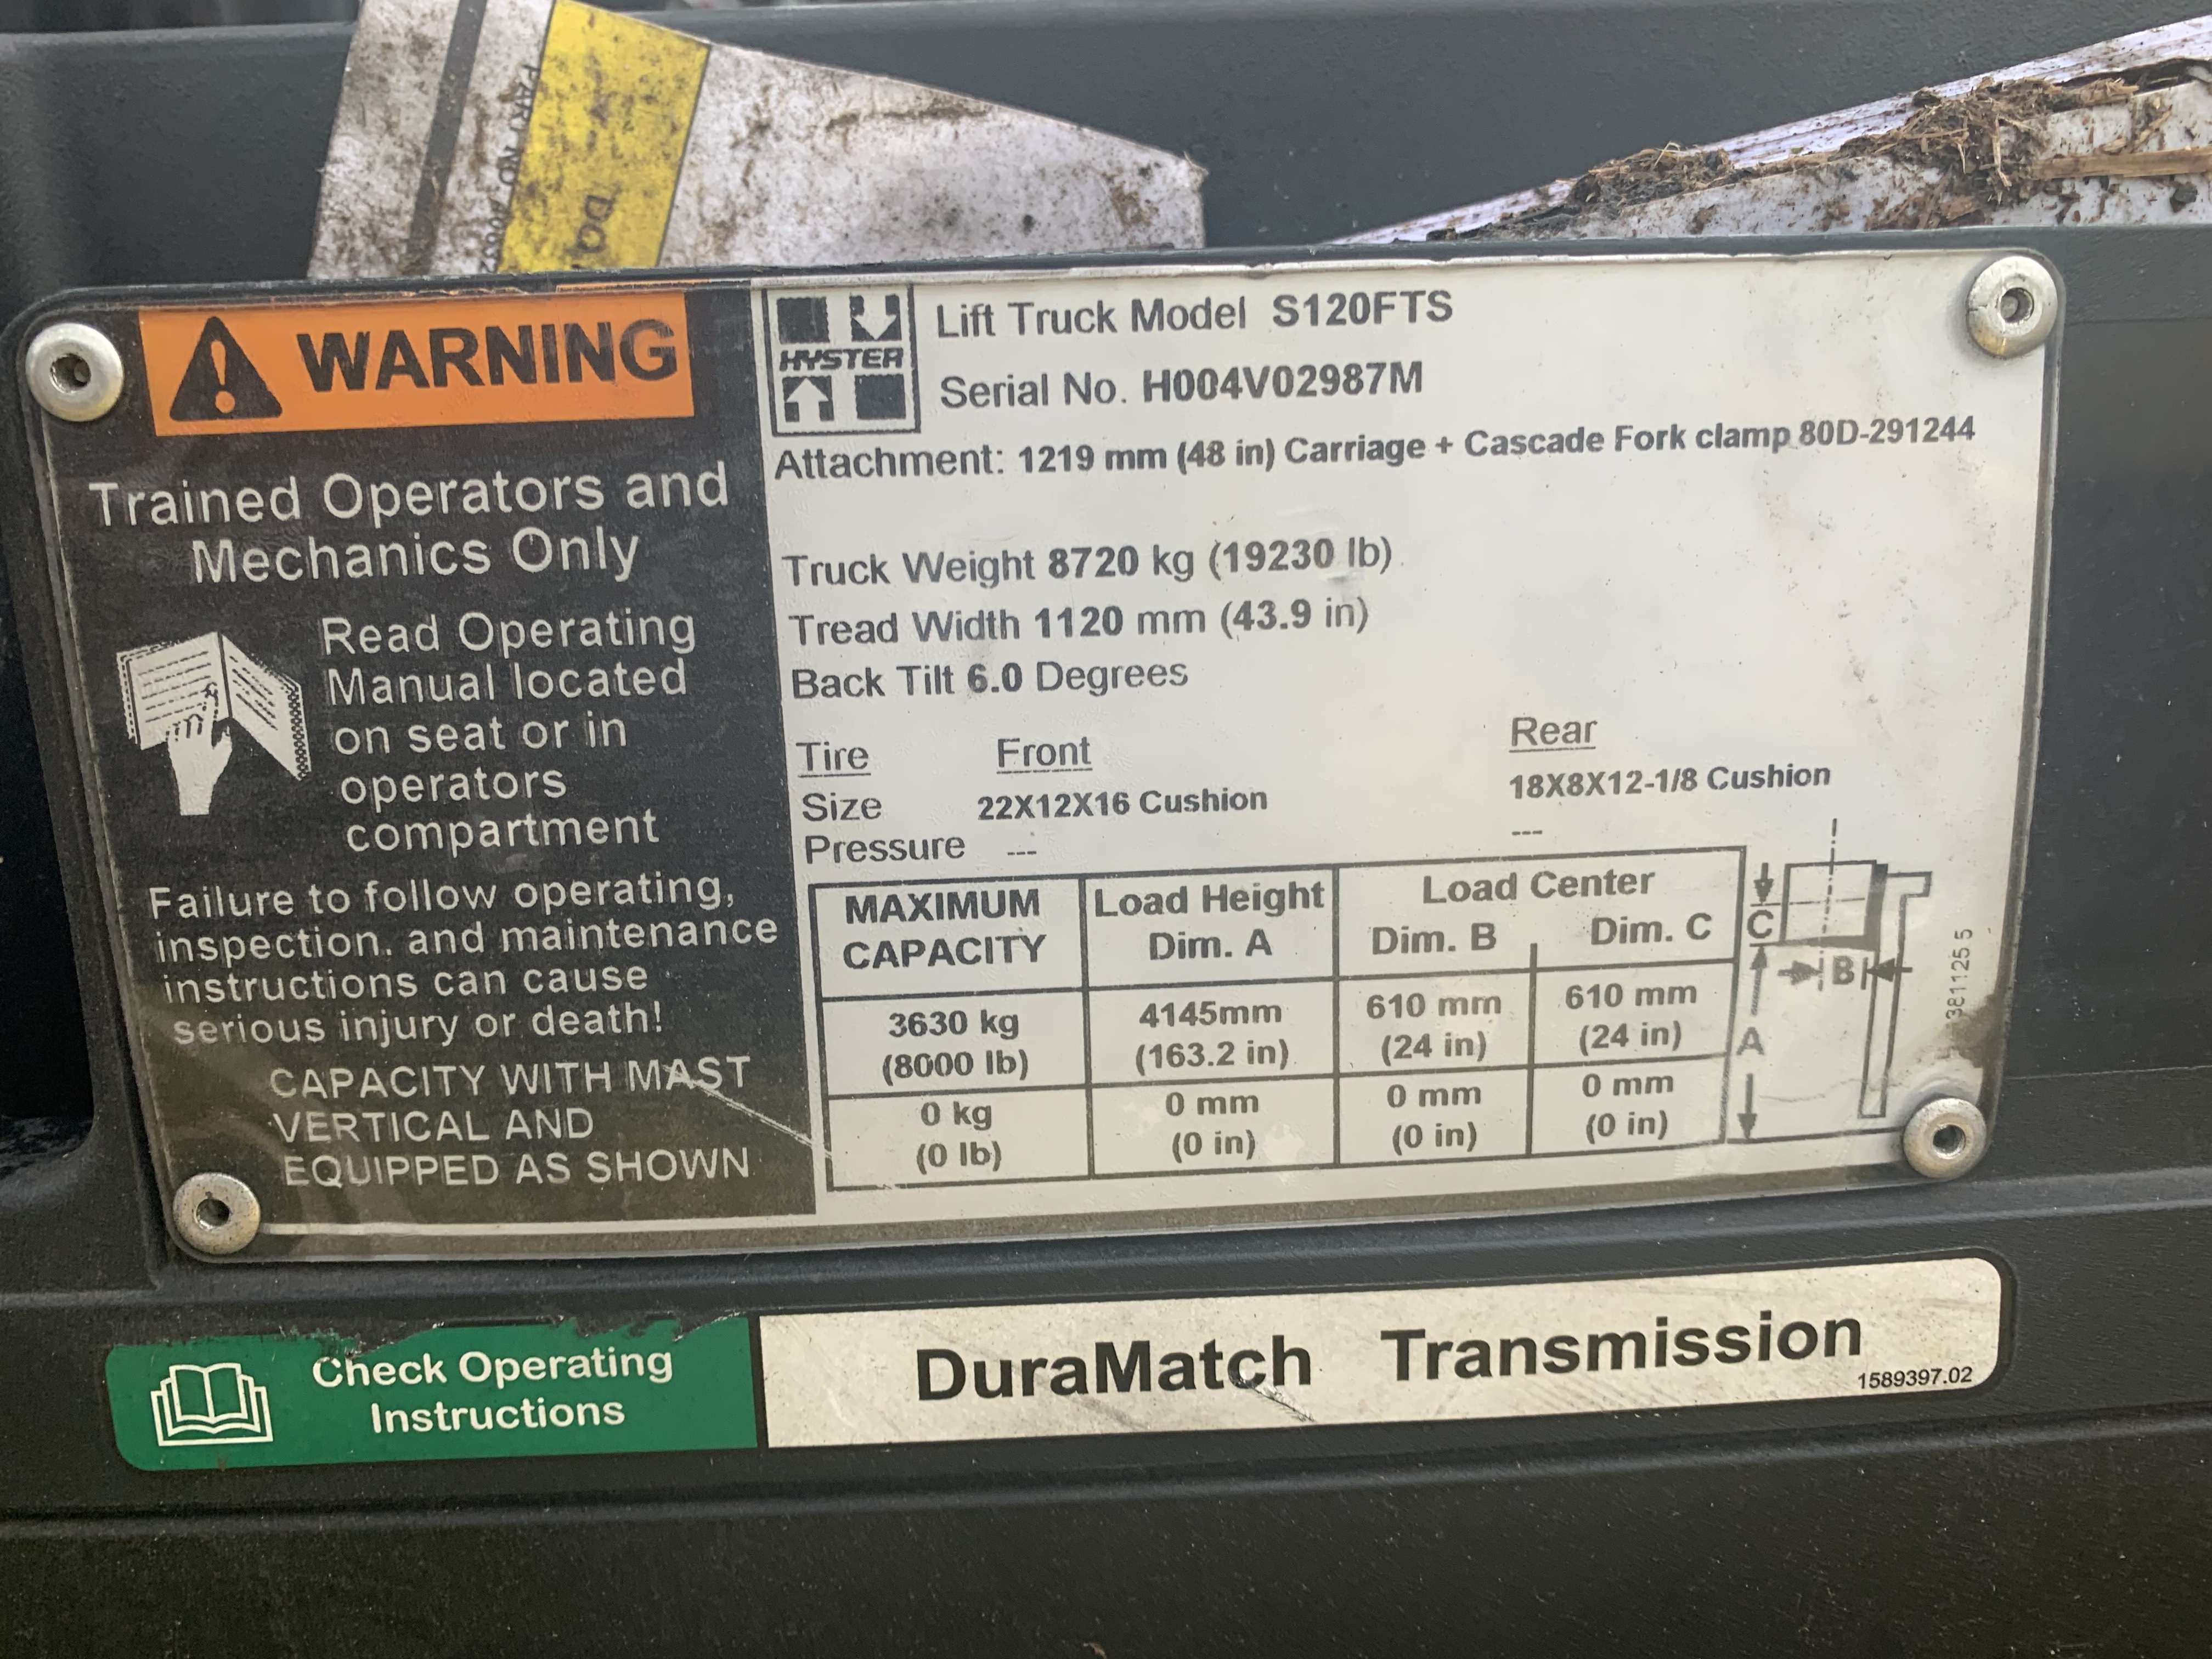 PART NO.
WARNING
Trained Operators and
Mechanics Only
Read Operating
Manual located
on seat or in
operators
compartment
Failure to follow operating,
inspection. and maintenance
instructions can cause
serious injury or death!
CAPACITY WITH MAST
VERTICAL AND
EQUIPPED AS SHOWN
HYSTER
Lift Truck Model S120FTS
Serial No. H004V02987M
Attachment: 1219 mm (48 in) Carriage + Cascade Fork clamp 80D-291244
Truck Weight 8720 kg (19230 lb)
Tread Width 1120 mm (43.9 in)
Back Tilt 6.0 Degrees
Tire Front Rear
Size 22X12X16 Cushion 18X8X12-1/8 Cushion
Pressure --- ---
MAXIMUM Load Height Load Center
CAPACITY Dim. A Dim. B Dim. C
3630 kg 4145mm 610 mm 610 mm
(8000 lb) (163.2 in) (24 in) (24 in)
0 kg 0 mm 0 mm 0 mm
(0 lb) (0 in) (0 in) (0 in)
C
B
A
Check Operating
Instructions
DuraMatch Transmission
1589397.02